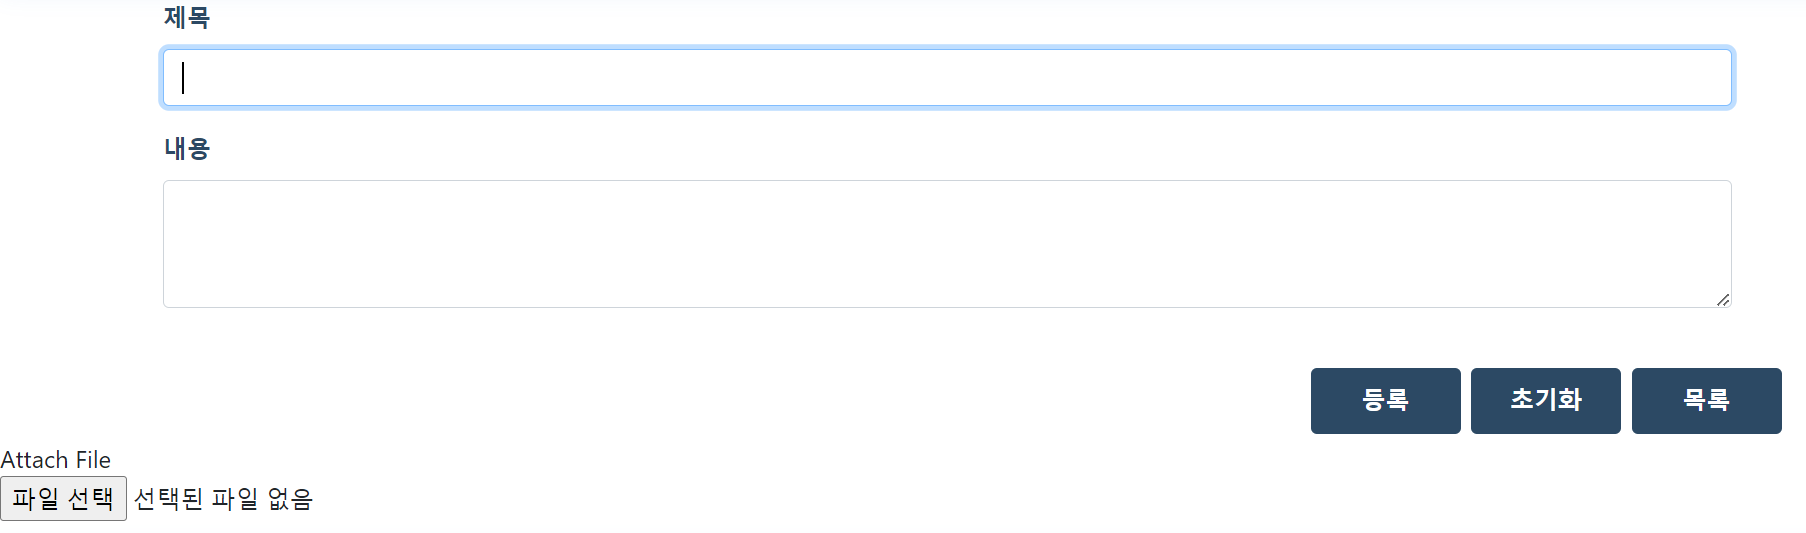 제목
내용
등록 초기화 목록
Attach File
파일 선택 선택된 파일 없음